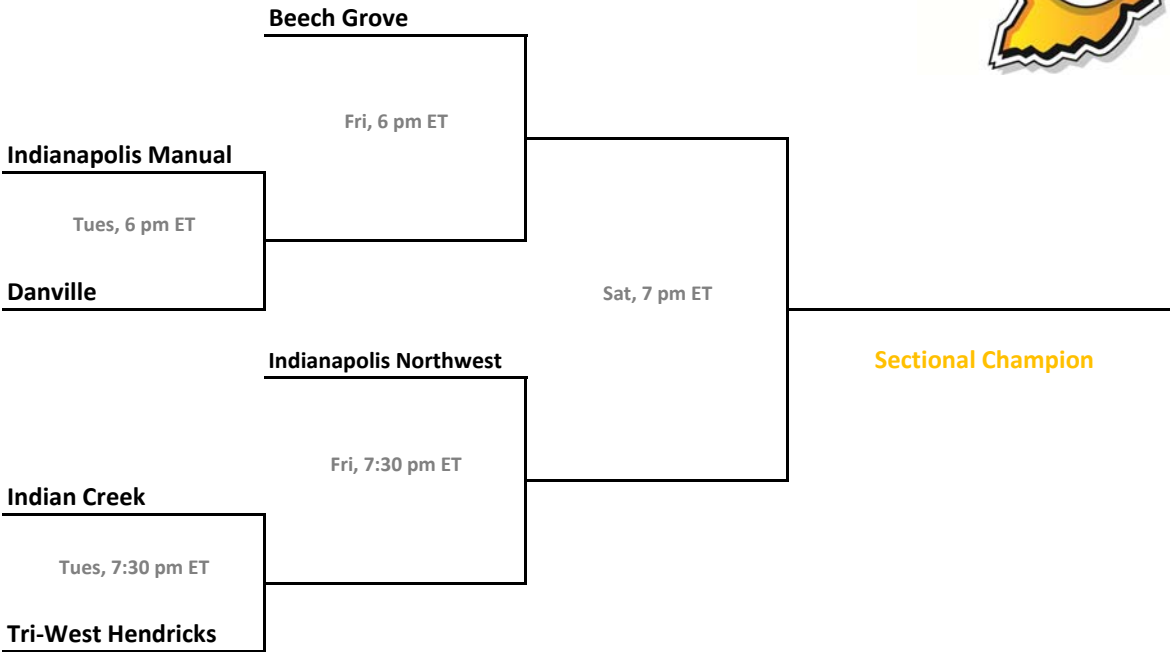 Beech Grove
Fri, 6 pm ET
Indianapolis Manual
Tues, 6 pm ET
Danville
Sat, 7 pm ET
Indianapolis Northwest
Sectional Champion
Fri, 7:30 pm ET
Indian Creek
Tues, 7:30 pm ET
Tri-West Hendricks